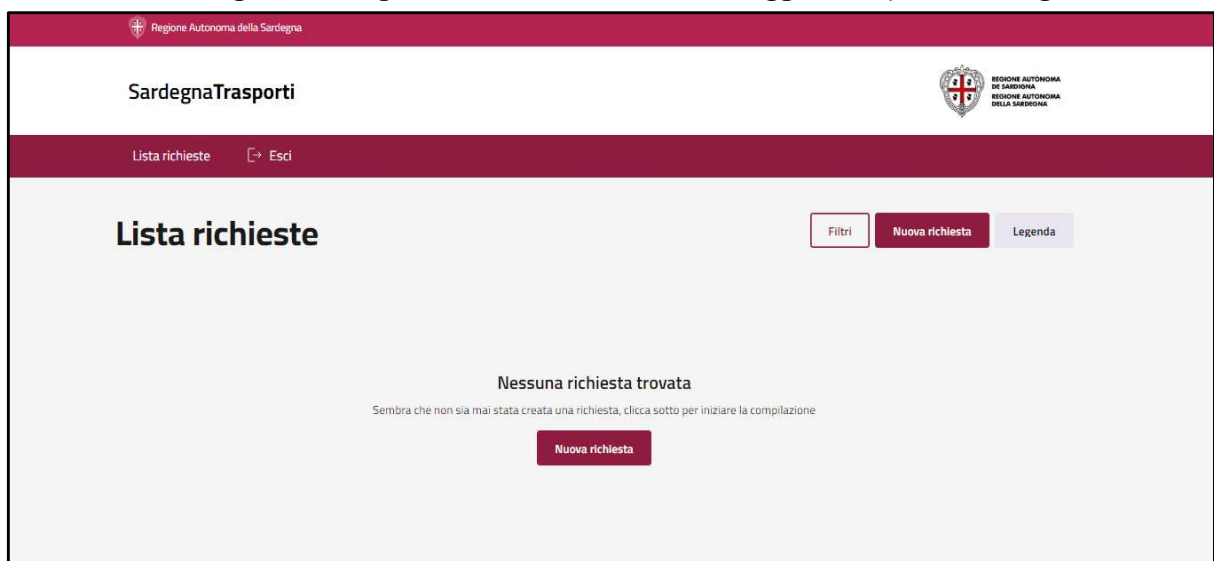 Regione Autonoma della Sardegna
SardegnaTrasporti
REGIONE AUTÒNOMA
DE SARDIGNA
REGIONE AUTONOMA
DELLA SARDEGNA
Lista richieste Esci
Lista richieste
Filtri Nuova richiesta Legenda
Nessuna richiesta trovata
Sembra che non sia mai stata creata una richiesta, clicca sotto per iniziare la compilazione
Nuova richiesta